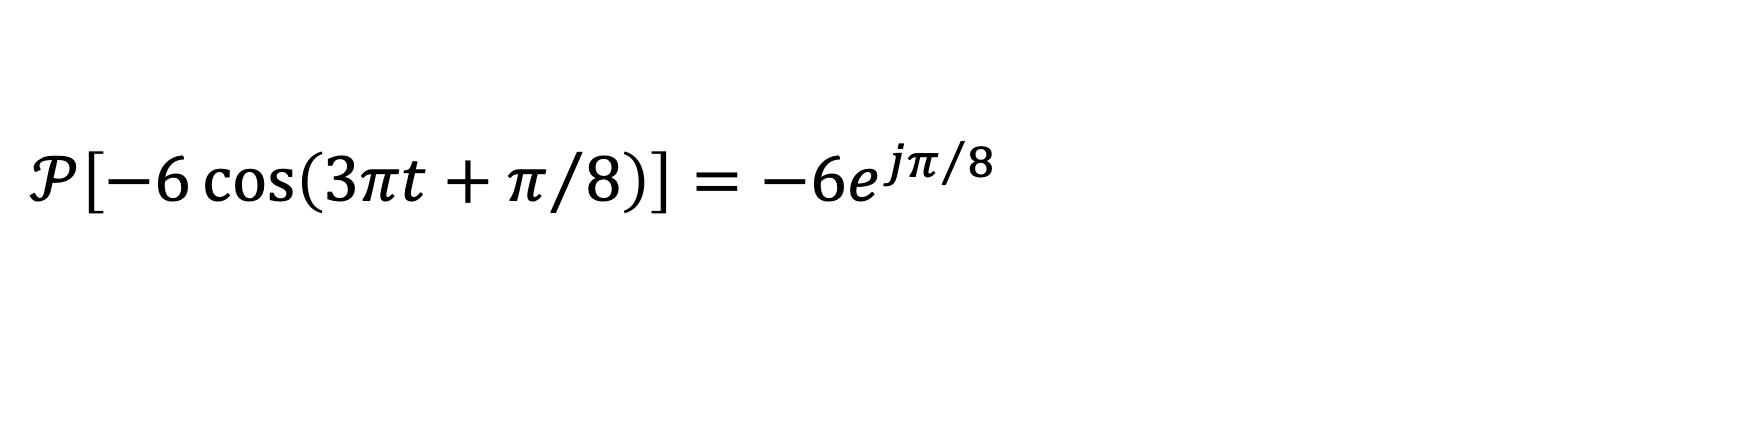 𝒫[−6 cos(3πt + π/8)] = −6e^{jπ/8}